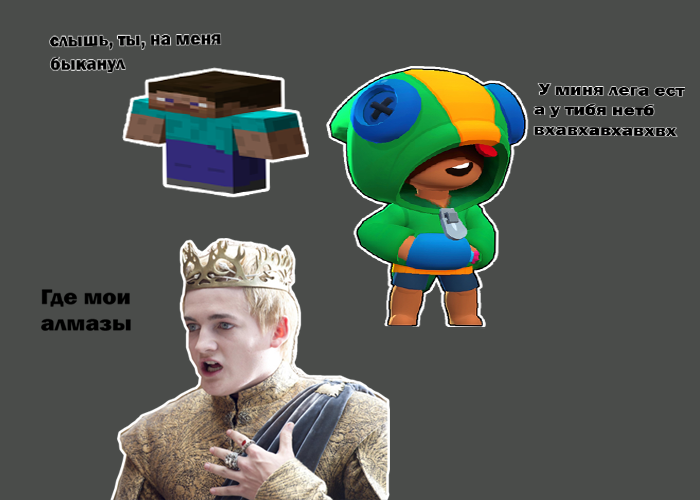 слышь, ты, на меня
быканул
У миня лега ест
а у тибя нетб
вхавхавхавхвх
Где мои
алмазы